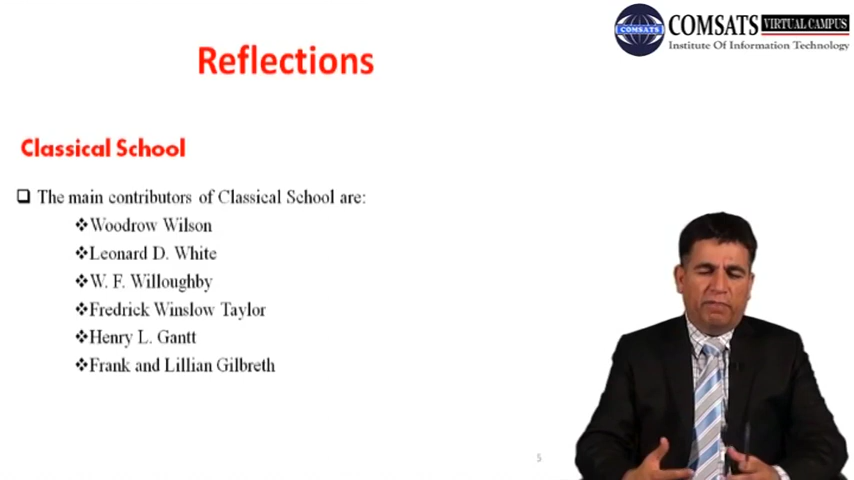 COMSATS VIRTUAL CAMPUS
COMSATS
Institute Of Information Technology
Reflections
Classical School
The main contributors of Classical School are:
Woodrow Wilson
Leonard D. White
W. F. Willoughby
Fredrick Winslow Taylor
Henry L. Gantt
Frank and Lillian Gilbreth
5